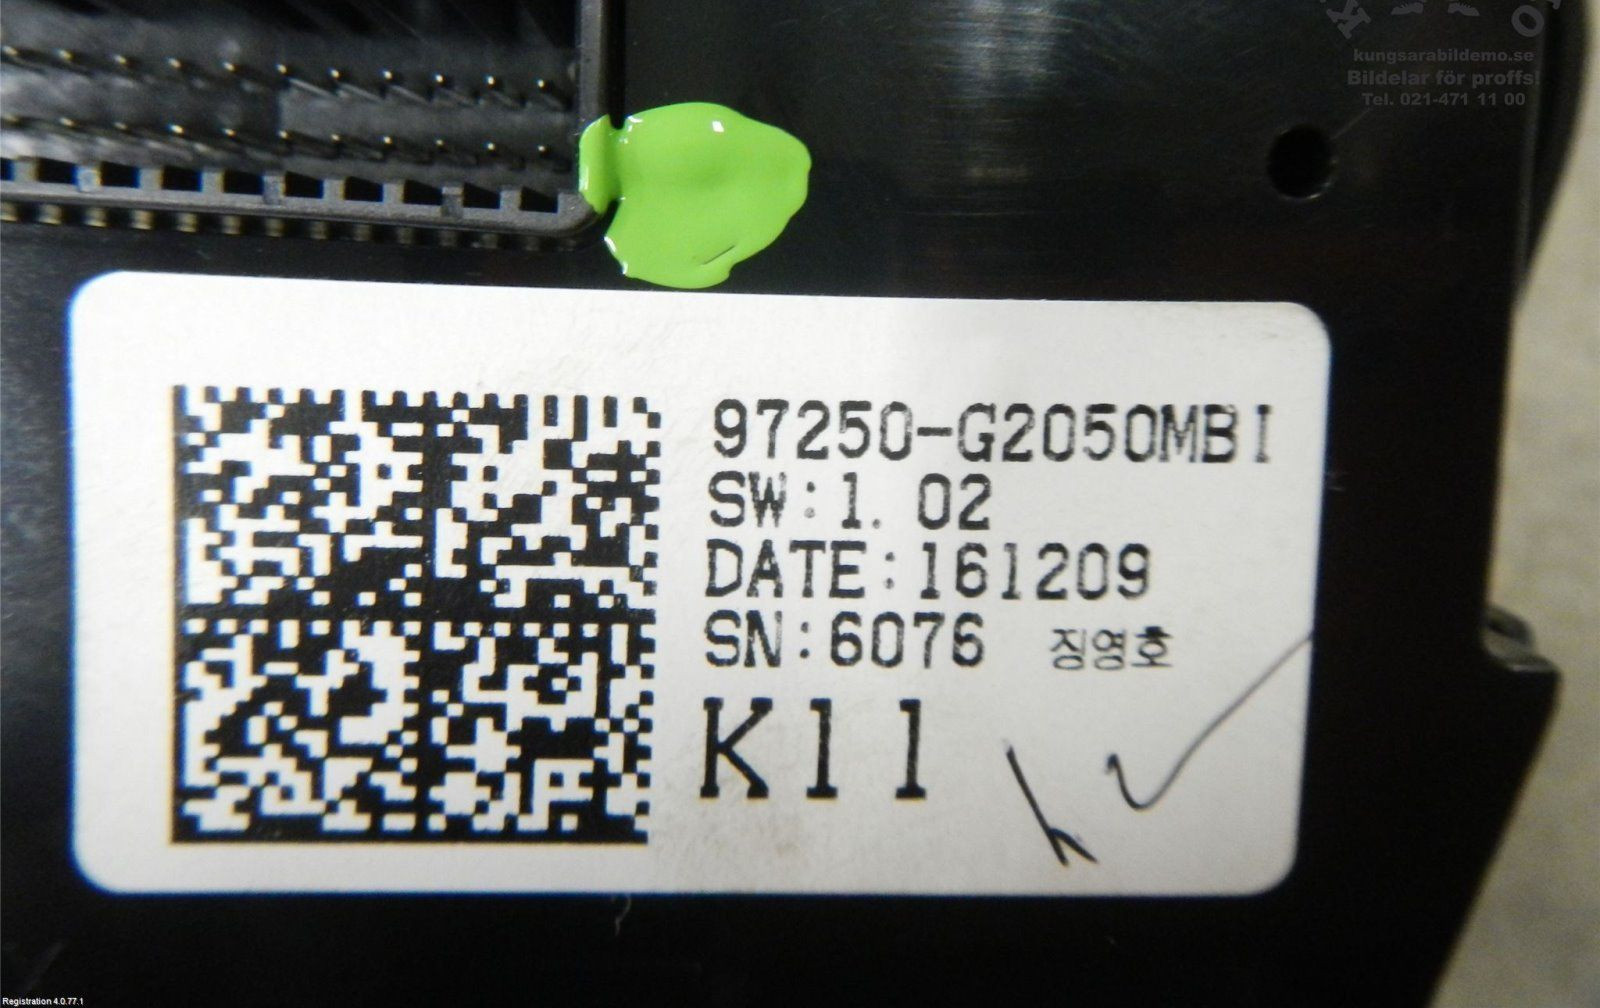 kungsarabildemo.se
Bildelar för proffs!
Tel. 021-471 11 00
97250-G2050MBI
SW:1.02
DATE:161209
SN:6076 징영호
K11
Registration 4.0.77.1